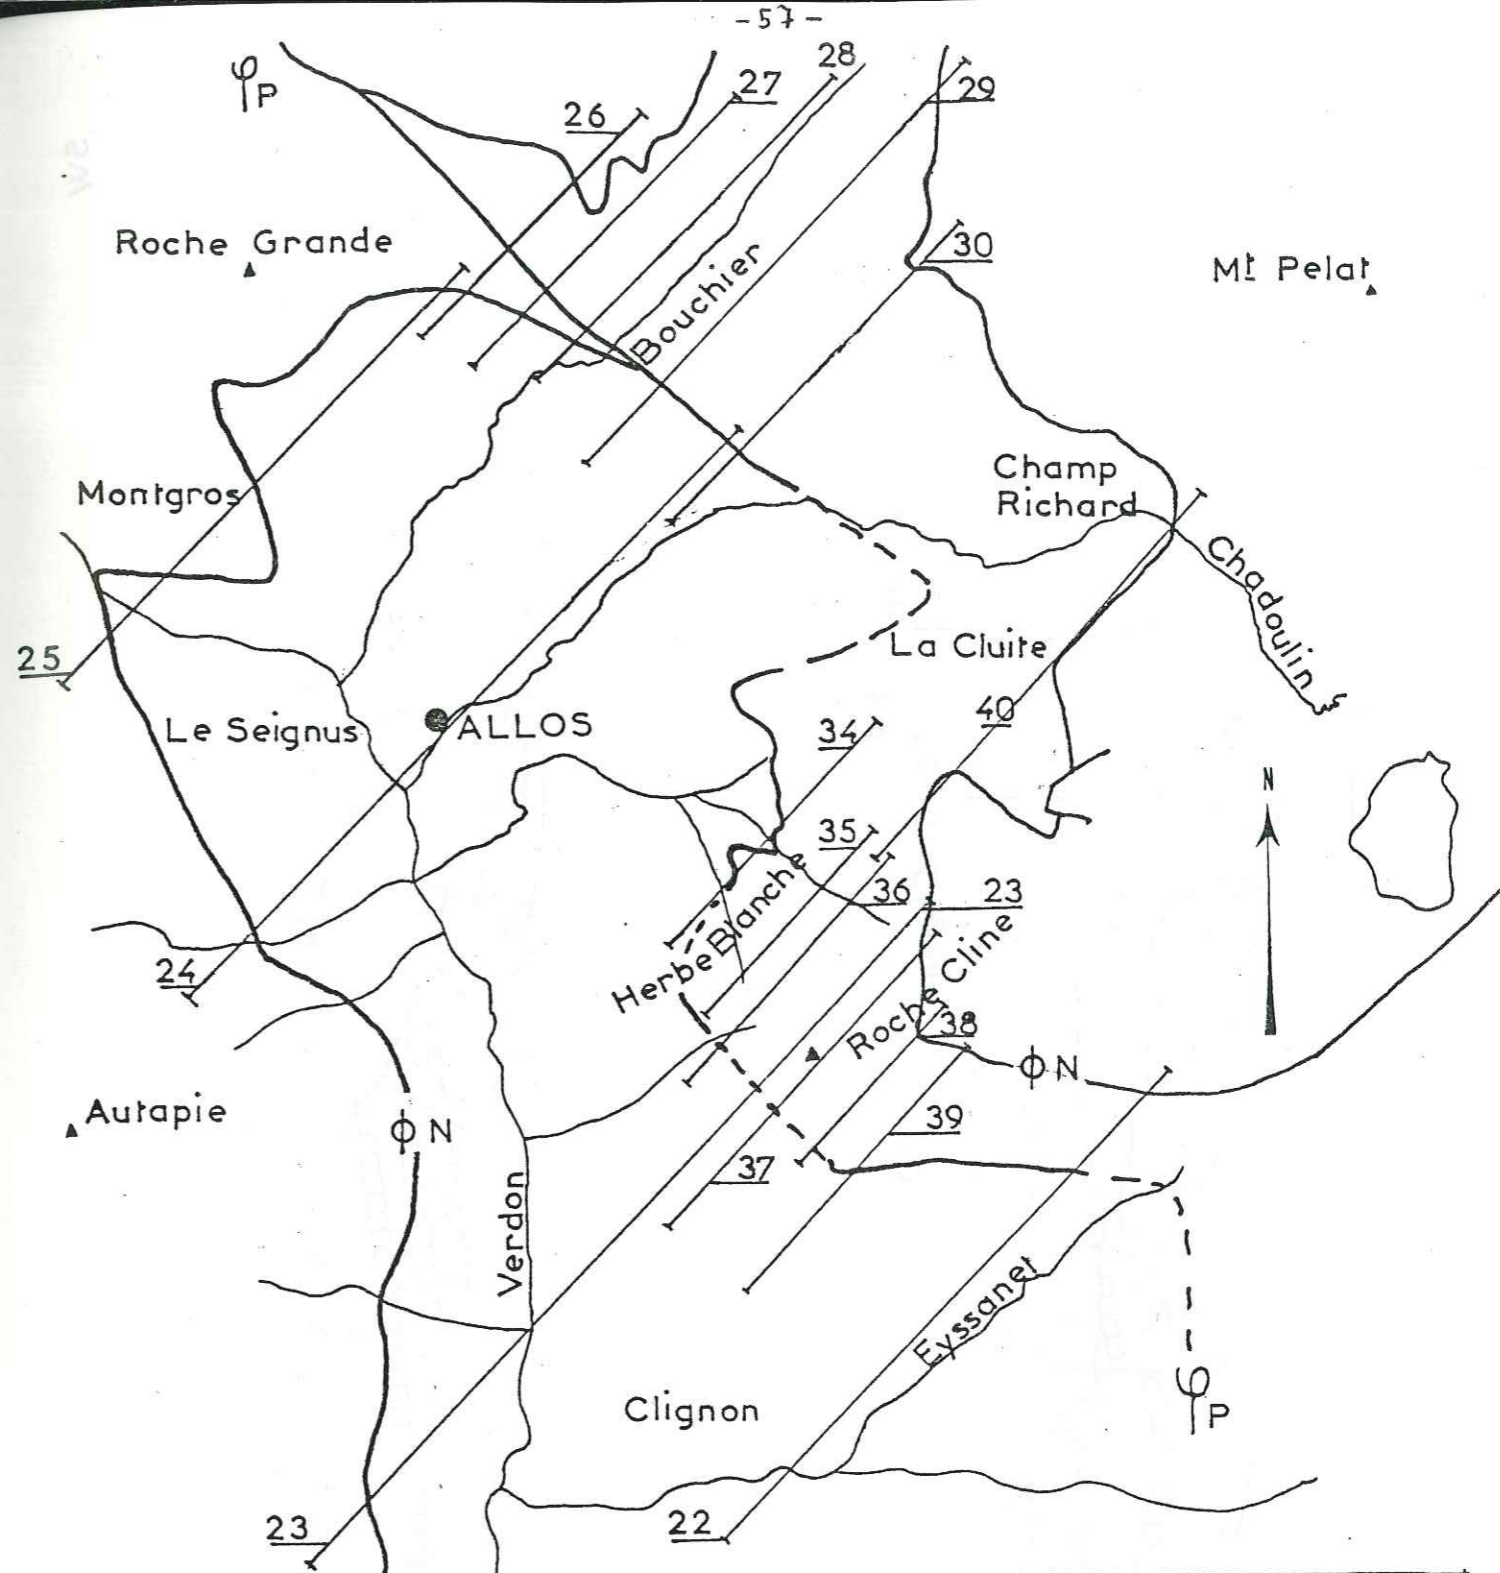 -57-
28
φP
27
29
26
Roche Grande
30
Mt Pelat
Bouchier
Champ
Richard
Montgros
Chadoulin
La Cluite
25
40
Le Seignus
ALLOS
34
N
35
36
23
Herbe Blanche
Roche Cline
24
38
ϕN
Autapie
ϕN
39
37
Verdon
Eyssanet
Clignon
φP
23
22